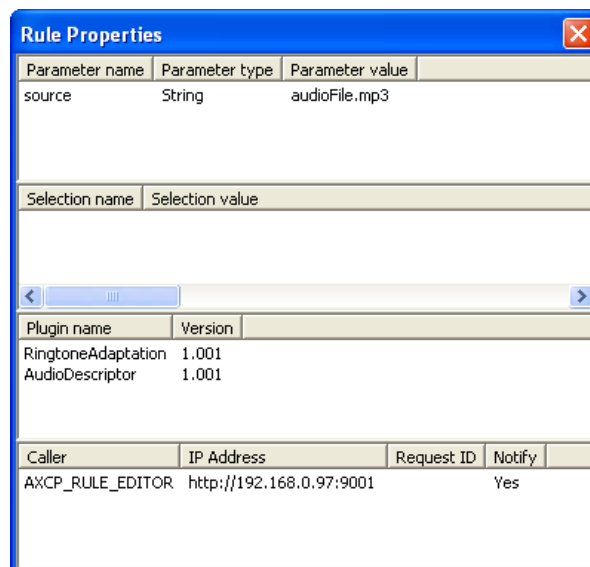 Rule Properties
Parameter name Parameter type Parameter value
source String audioFile.mp3
Selection name Selection value
Plugin name Version
RingtoneAdaptation 1.001
AudioDescriptor 1.001
Caller IP Address Request ID Notify
AXCP_RULE_EDITOR http://192.168.0.97:9001 Yes